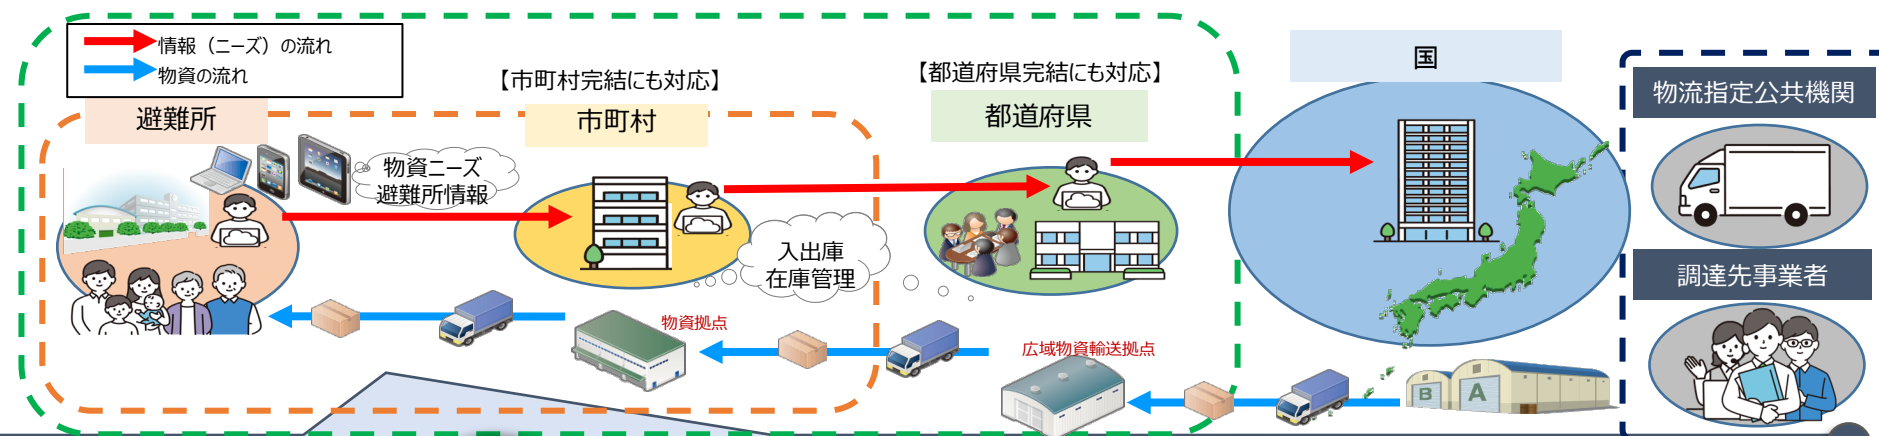 情報（ニーズ）の流れ
物資の流れ
避難所
【市町村完結にも対応】
市町村
【都道府県完結にも対応】
都道府県
国
物流指定公共機関
物資ニーズ
避難所情報
入出庫
在庫管理
調達先事業者
物資拠点
広域物資輸送拠点
B
A